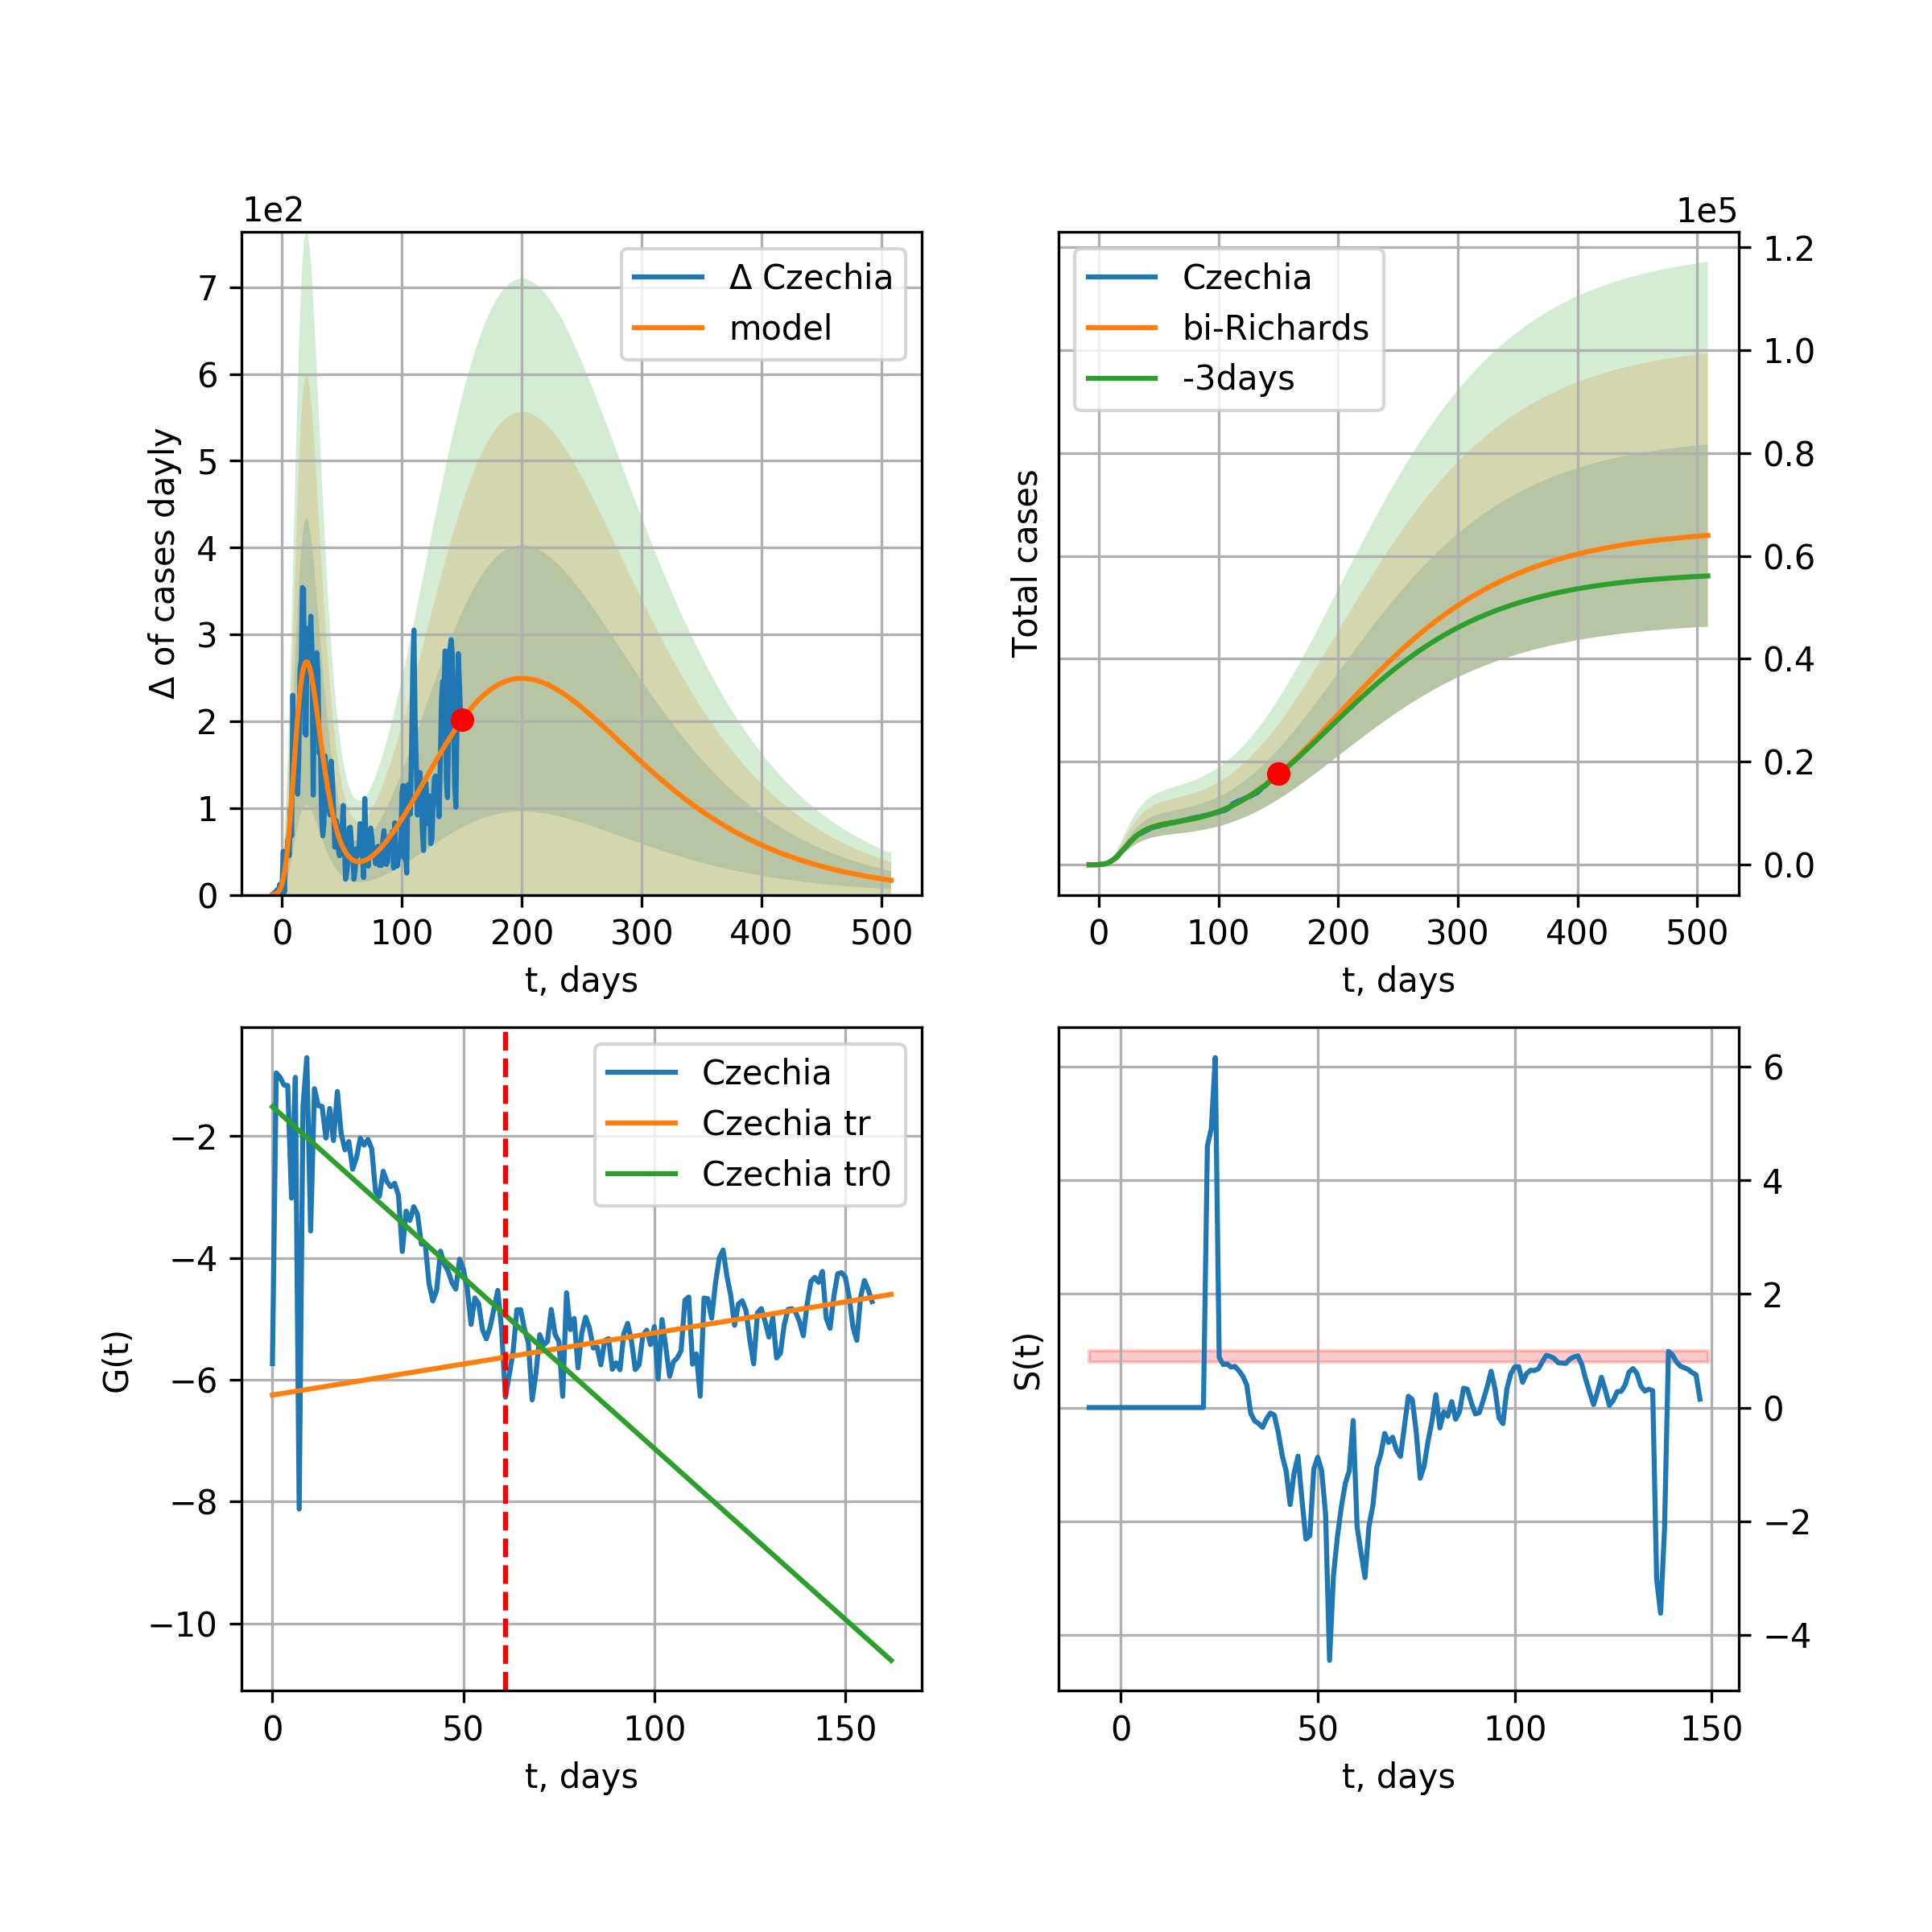 1e2
7
6
5
4
3
2
1
0
Δ of cases dayly
Δ Czechia
model
0 100 200 300 400 500
t, days
1e5
Total cases
Czechia
bi-Richards
-3days
1.2
1.0
0.8
0.6
0.4
0.2
0.0
0 100 200 300 400 500
t, days
G(t)
−2
−4
−6
−8
−10
Czechia
Czechia tr
Czechia tr0
0 50 100 150
t, days
S(t)
6
4
2
0
−2
−4
0 50 100 150
t, days